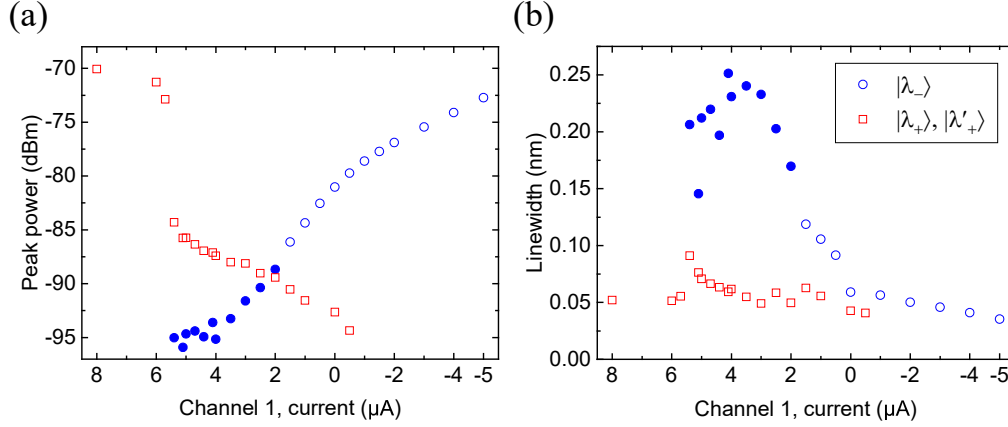 (a)
(b)
-70
-75
-80
-85
-90
-95
Peak power (dBm)
8 6 4 2 0 -2 -4 -5
Channel 1, current (μA)
0.25
0.20
0.15
0.10
0.05
0.00
Linewidth (nm)
|λ₋⟩
|λ₊⟩, |λ′₊⟩
8 6 4 2 0 -2 -4 -5
Channel 1, current (μA)